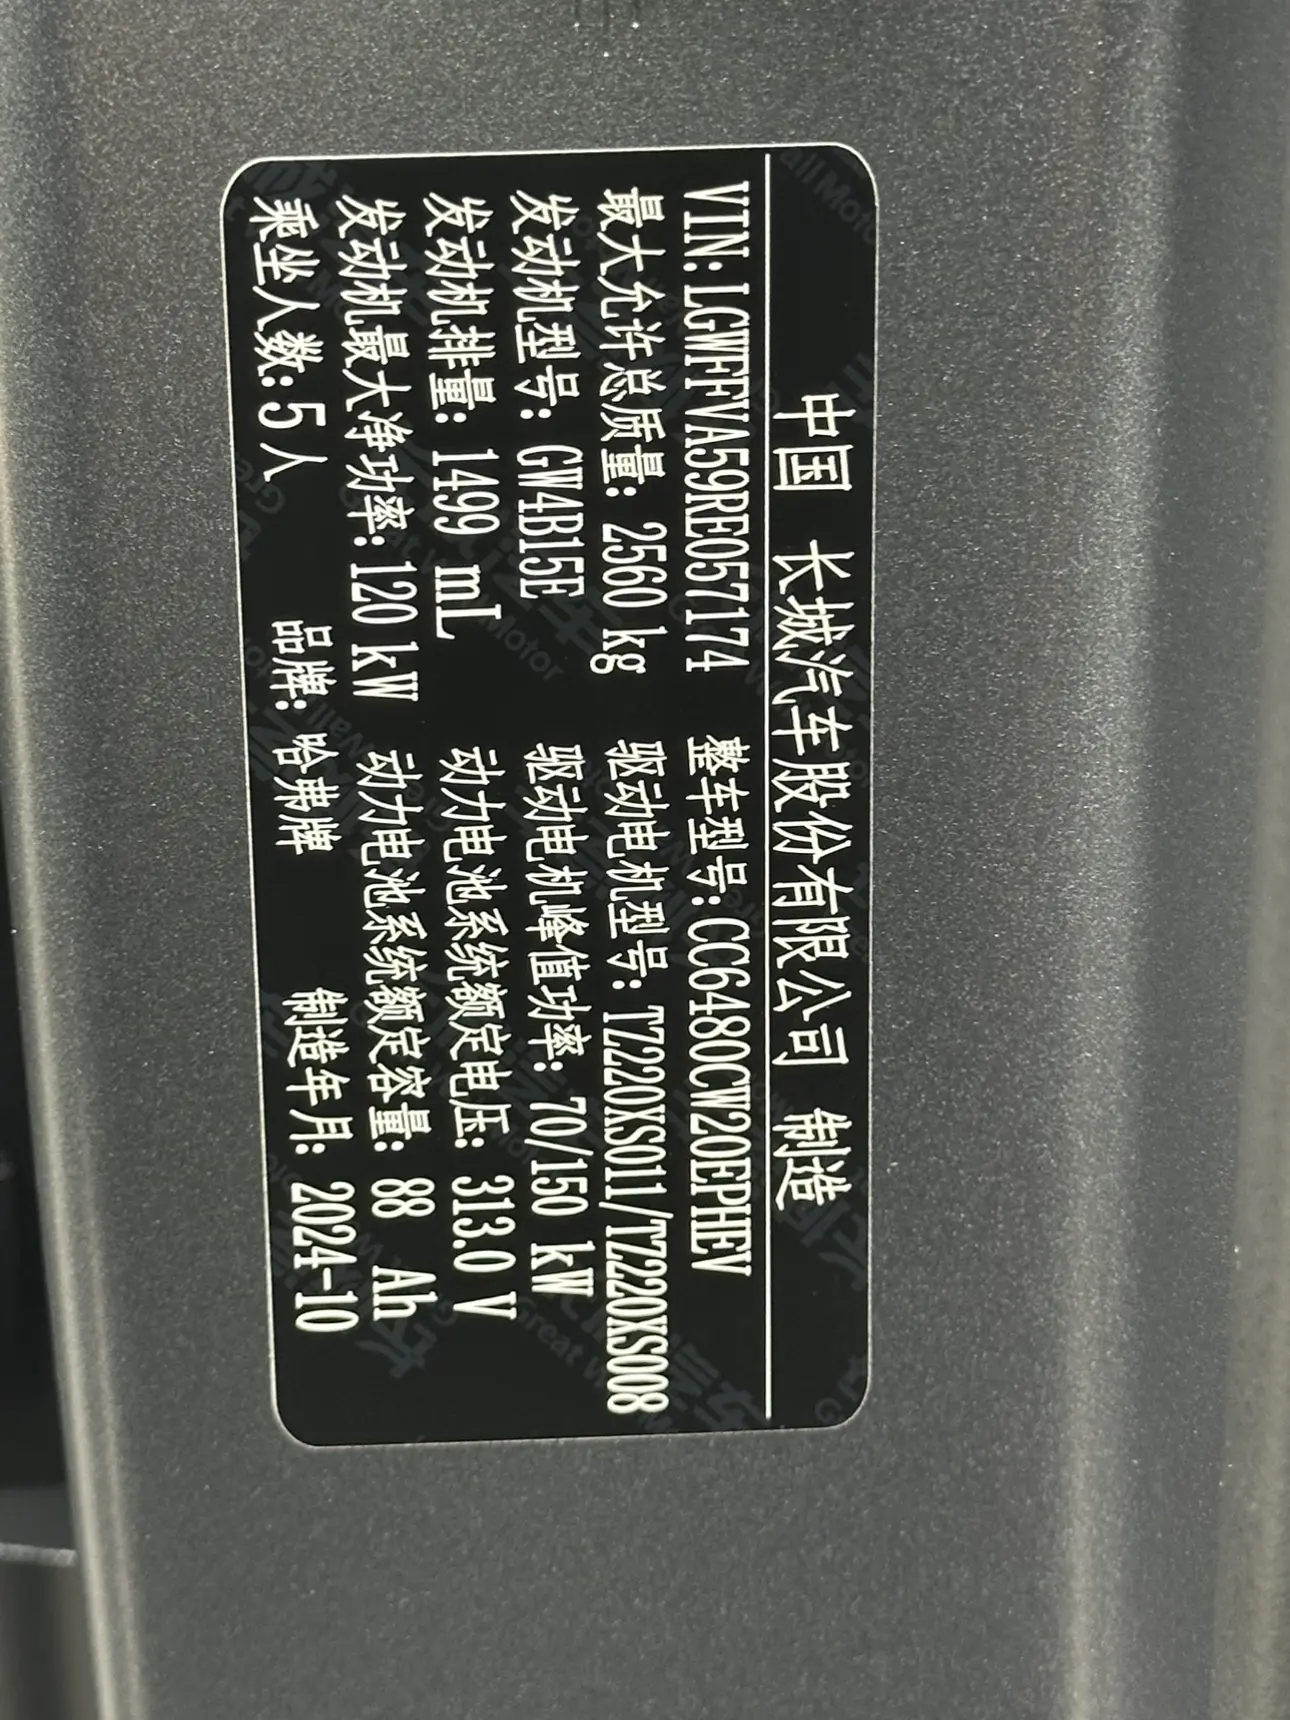 中国 长城汽车股份有限公司 制造
VIN: LGWFFVA59RE057174 整车型号: CC6480CW20EPHEV
最大允许总质量: 2560 kg 驱动电机型号: TZ220XS011/TZ220XS008
发动机型号: GW4B15E 驱动电机峰值功率: 70/150 kW
发动机排量: 1499 mL 动力电池系统额定电压: 313.0 V
发动机最大净功率: 120 kW 动力电池系统额定容量: 88 Ah
乘坐人数: 5人 品牌: 哈弗牌 制造年月: 2024-10